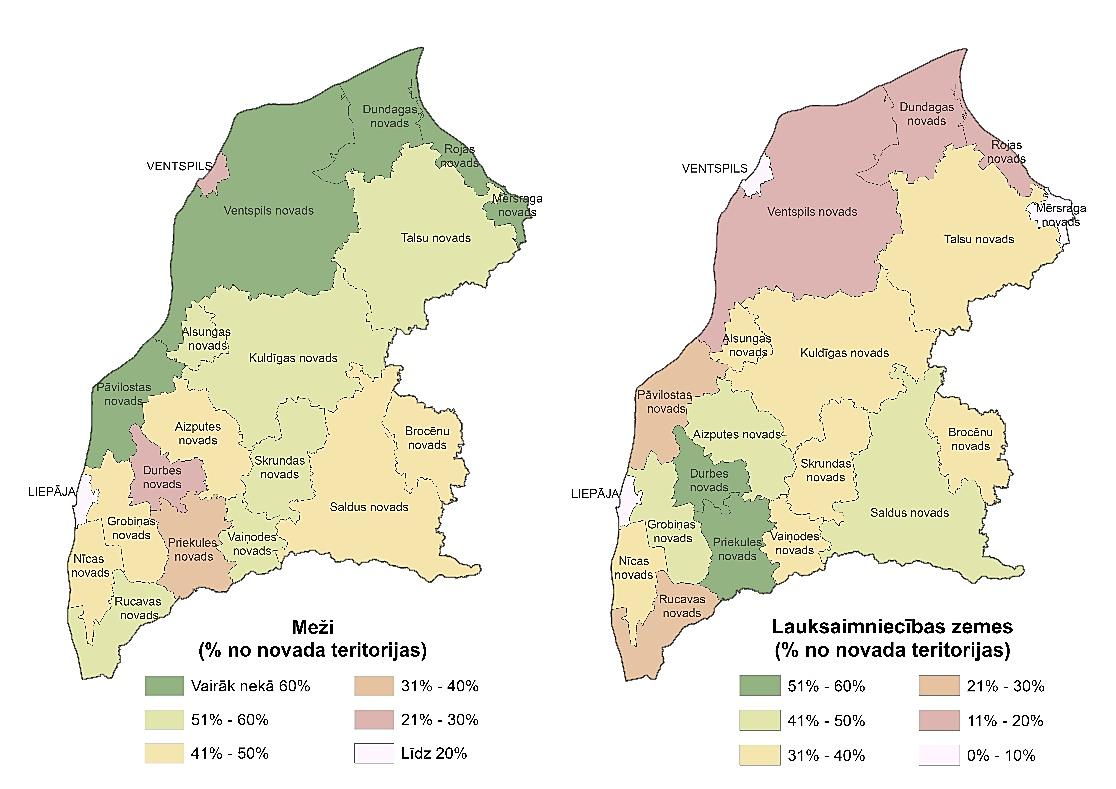 Dundagas
novads
Rojas
novads
VENTSPILS
Mērsraga
novads
Ventspils novads
Talsu novads
Alsungas
novads
Kuldīgas novads
Pāvilostas
novads
Aizputes
novads
Brocēnu
novads
Durbes
novads
Skrundas
novads
LIEPĀJA
Saldus novads
Grobiņas
novads
Priekules
novads
Vaiņodes
novads
Nīcas
novads
Rucavas
novads
Meži
(% no novada teritorijas)
Vairāk nekā 60%
51% - 60%
41% - 50%
31% - 40%
21% - 30%
Līdz 20%
Dundagas
novads
Rojas
novads
VENTSPILS
Mērsraga
novads
Ventspils novads
Talsu novads
Alsungas
novads
Kuldīgas novads
Pāvilostas
novads
Aizputes novads
Brocēnu
novads
Durbes
novads
Skrundas
novads
LIEPĀJA
Saldus novads
Grobiņas
novads
Priekules
novads
Vaiņodes
novads
Nīcas
novads
Rucavas
novads
Lauksaimniecības zemes
(% no novada teritorijas)
51% - 60%
41% - 50%
31% - 40%
21% - 30%
11% - 20%
0% - 10%